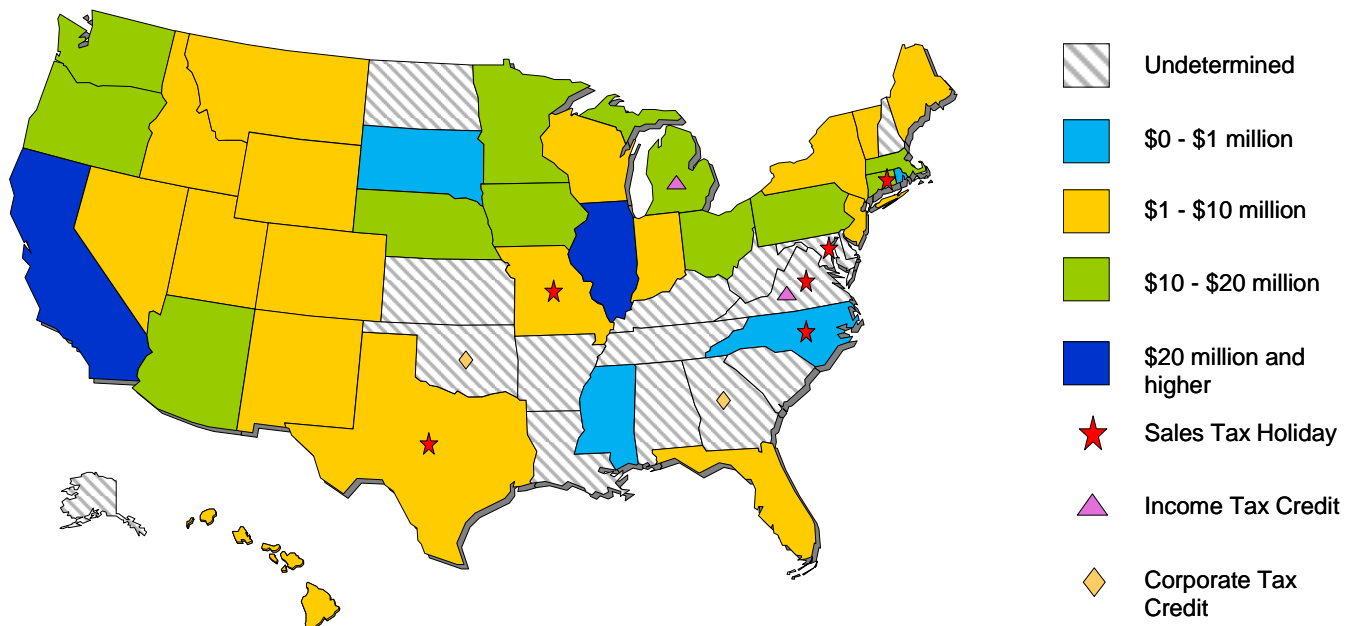 Undetermined
$0 - $1 million
$1 - $10 million
$10 - $20 million
$20 million and
higher
Sales Tax Holiday
Income Tax Credit
Corporate Tax
Credit